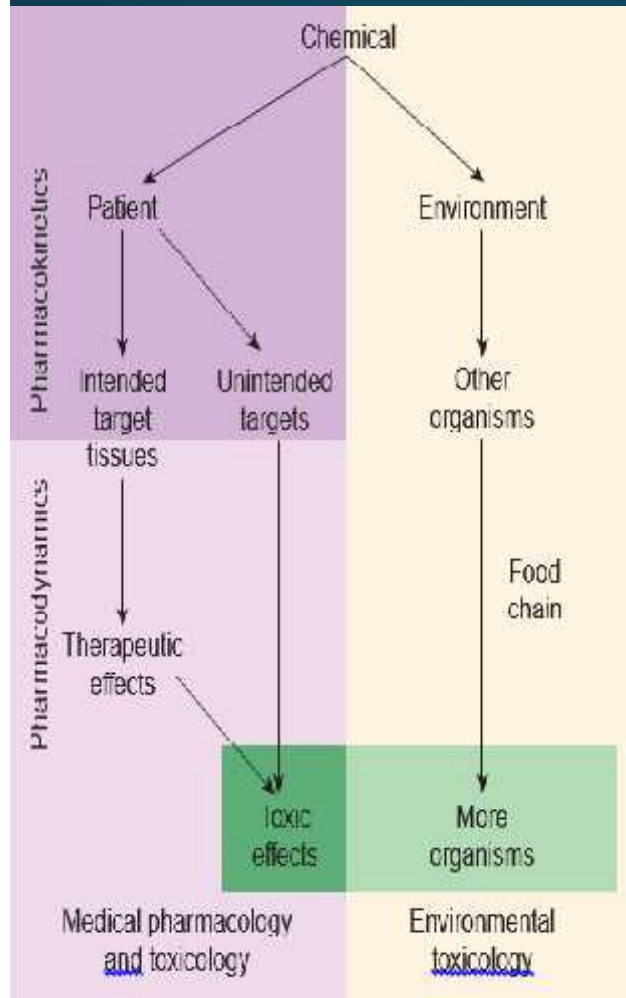 Chemical
Pharmacokinetics
Patient
Environment
Intended
target
tissues
Unintended
targets
Other
organisms
Pharmacodynamics
Food
chain
Therapeutic
effects
Toxic
effects
More
organisms
Medical pharmacology
and toxicology
Environmental
toxicology